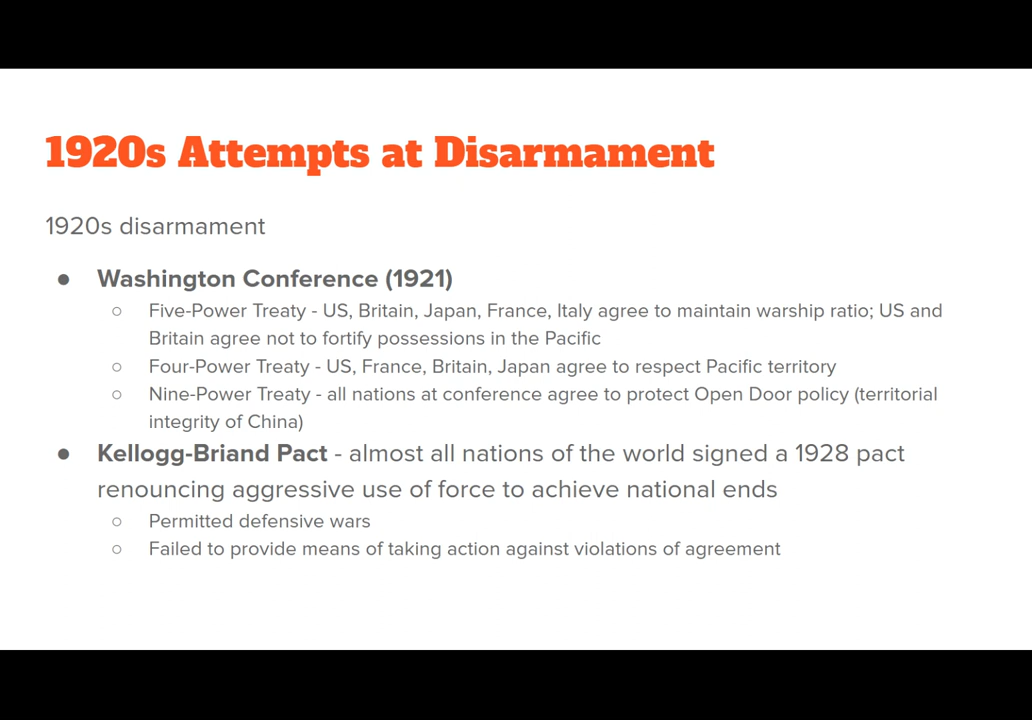 1920s Attempts at Disarmament
1920s disarmament
● Washington Conference (1921)
○ Five-Power Treaty - US, Britain, Japan, France, Italy agree to maintain warship ratio; US and
Britain agree not to fortify possessions in the Pacific
○ Four-Power Treaty - US, France, Britain, Japan agree to respect Pacific territory
○ Nine-Power Treaty - all nations at conference agree to protect Open Door policy (territorial
integrity of China)
● Kellogg-Briand Pact - almost all nations of the world signed a 1928 pact
renouncing aggressive use of force to achieve national ends
○ Permitted defensive wars
○ Failed to provide means of taking action against violations of agreement